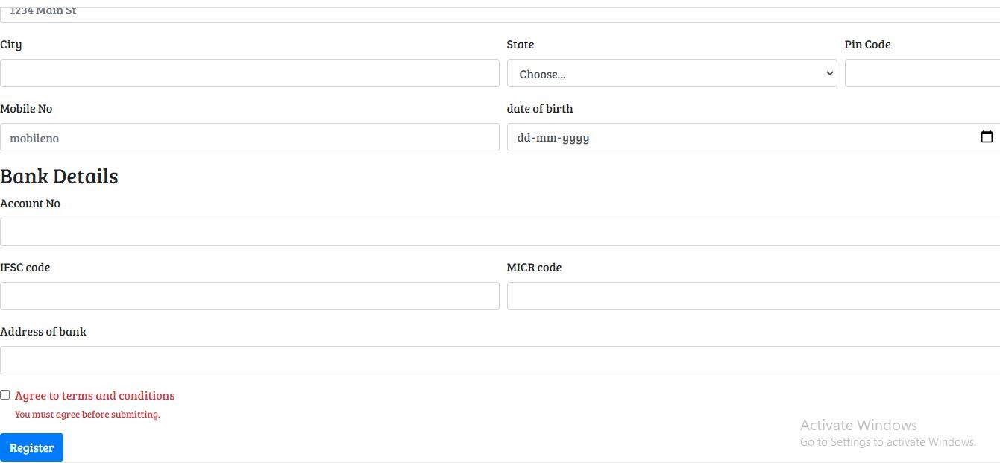 1234 Main St
City State Pin Code
Choose...
Mobile No date of birth
mobileno dd-mm-yyyy
Bank Details
Account No
IFSC code MICR code
Address of bank
Agree to terms and conditions
You must agree before submitting.
Activate Windows
Go to Settings to activate Windows.
Register